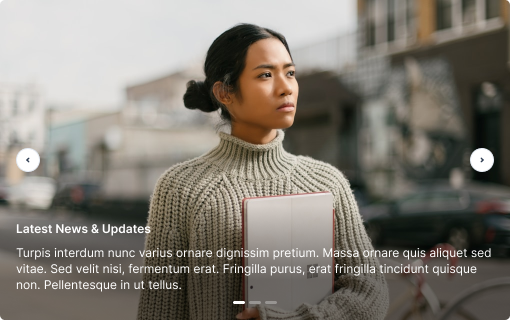 Latest News & Updates
Turpis interdum nunc varius ornare dignissim pretium. Massa ornare quis aliquet sed
vitae. Sed velit nisi, fermentum erat. Fringilla purus, erat fringilla tincidunt quisque
non. Pellentesque in ut tellus.